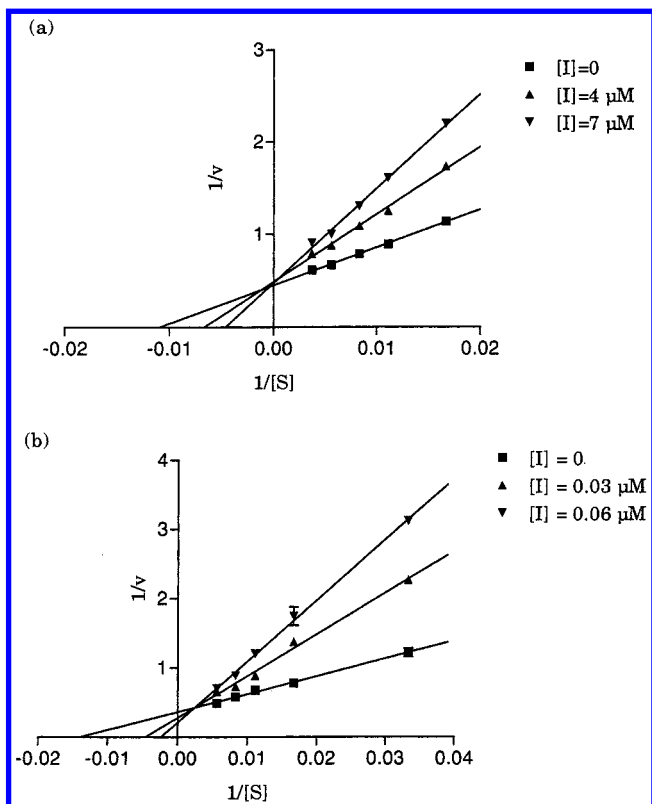 (a)
3
2
1
1/v
-0.02
-0.01
0.00
0.01
0.02
1/[S]
[I]=0
[I]=4 µM
[I]=7 µM
(b)
4
3
2
1
1/v
-0.02
-0.01
0.00
0.01
0.02
0.03
0.04
1/[S]
[I] = 0
[I] = 0.03 µM
[I] = 0.06 µM